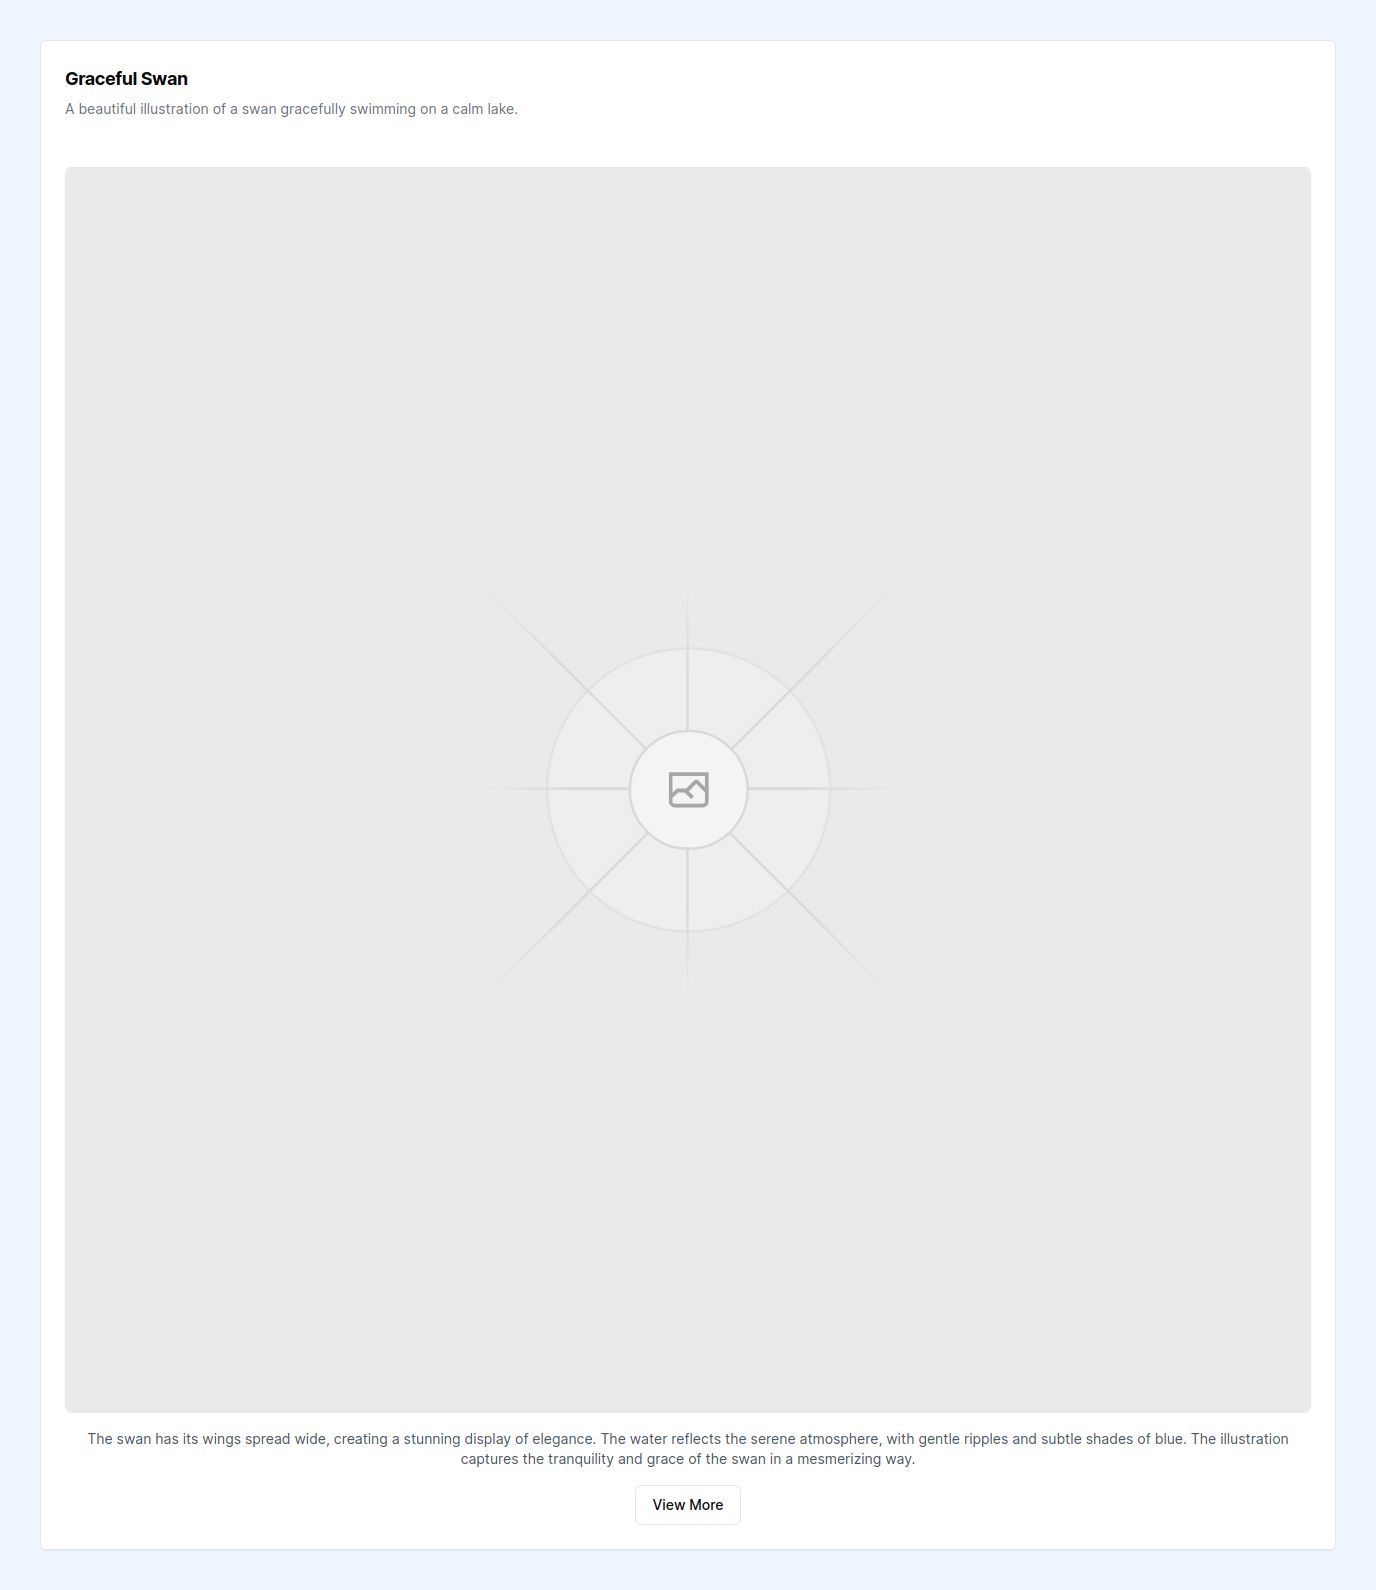 Graceful Swan
A beautiful illustration of a swan gracefully swimming on a calm lake.
The swan has its wings spread wide, creating a stunning display of elegance. The water reflects the serene atmosphere, with gentle ripples and subtle shades of blue. The illustration
captures the tranquility and grace of the swan in a mesmerizing way.
View More